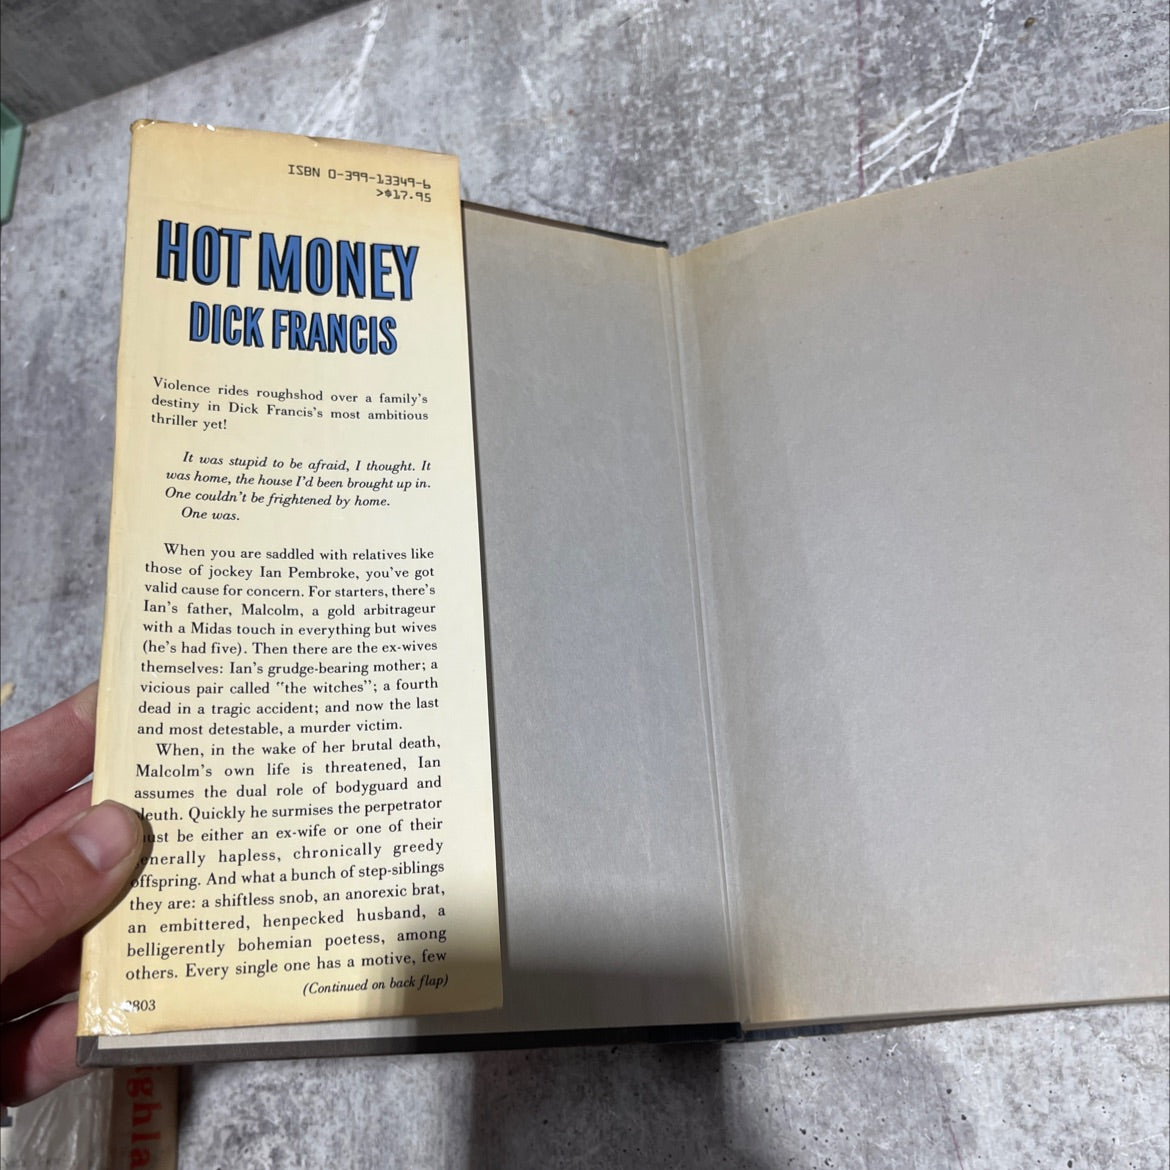 ISBN 0-399-13349-6
>$17.95
HOT MONEY
DICK FRANCIS
Violence rides roughshod over a family's
destiny in Dick Francis's most ambitious
thriller yet!
It was stupid to be afraid, I thought. It
was home, the house I'd been brought up in.
One couldn't be frightened by home.
One was.
When you are saddled with relatives like
those of jockey Ian Pembroke, you've got
valid cause for concern. For starters, there's
Ian's father, Malcolm, a gold arbitrageur
with a Midas touch in everything but wives
(he's had five). Then there are the ex-wives
themselves: Ian's grudge-bearing mother; a
vicious pair called "the witches"; a fourth
dead in a tragic accident; and now the last
and most detestable, a murder victim.
When, in the wake of her brutal death,
Malcolm's own life is threatened, Ian
assumes the dual role of bodyguard and
sleuth. Quickly he surmises the perpetrator
must be either an ex-wife or one of their
generally hapless, chronically greedy
offspring. And what a bunch of step-siblings
they are: a shiftless snob, an anorexic brat,
an embittered, henpecked husband, a
belligerently bohemian poetess, among
others. Every single one has a motive, few
(Continued on back flap)